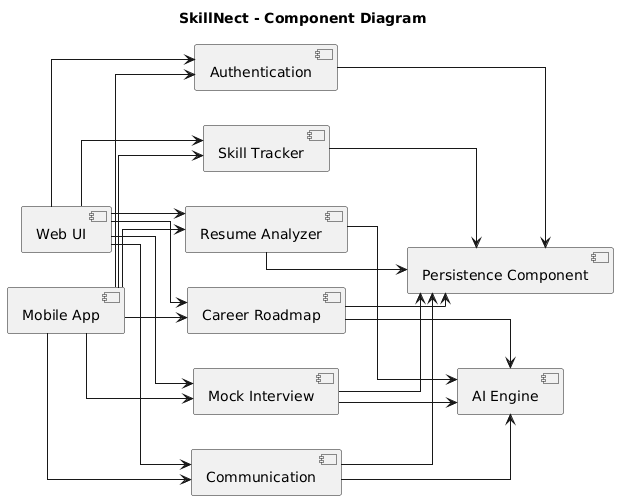 SkillNect - Component Diagram
Authentication
Skill Tracker
Web UI
Resume Analyzer
Persistence Component
Mobile App
Career Roadmap
Mock Interview
AI Engine
Communication